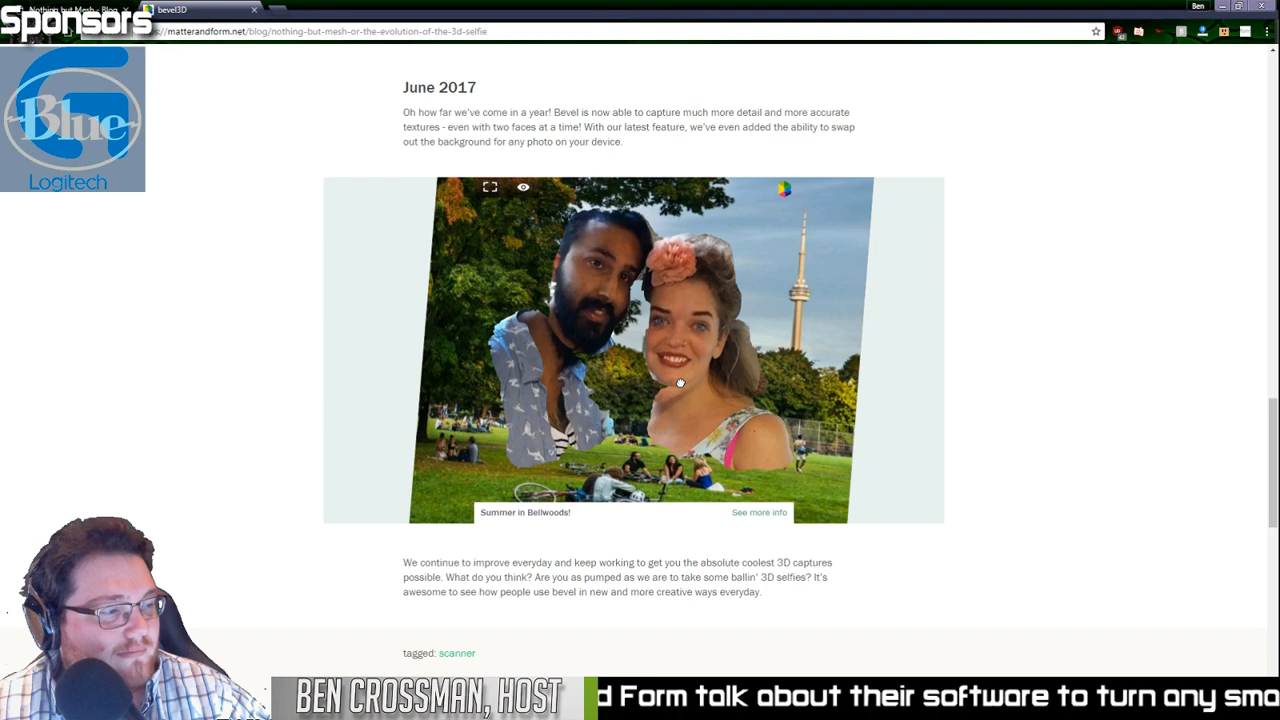 Sponsors
Nothing but Mesh - Blog
bevel3D
Ben
//matterandform.net/blog/nothing-but-mesh-or-the-evolution-of-the-3d-selfie
Blue
Logitech
June 2017
Oh how far we've come in a year! Bevel is now able to capture much more detail and more accurate
textures - even with two faces at a time! With our latest feature, we've even added the ability to swap
out the background for any photo on your device.
Summer in Bellwoods!
See more info
We continue to improve everyday and keep working to get you the absolute coolest 3D captures
possible. What do you think? Are you as pumped as we are to take some ballin' 3D selfies? It's
awesome to see how people use bevel in new and more creative ways everyday.
tagged: scanner
BEN CROSSMAN, HOST
d Form talk about their software to turn any sma